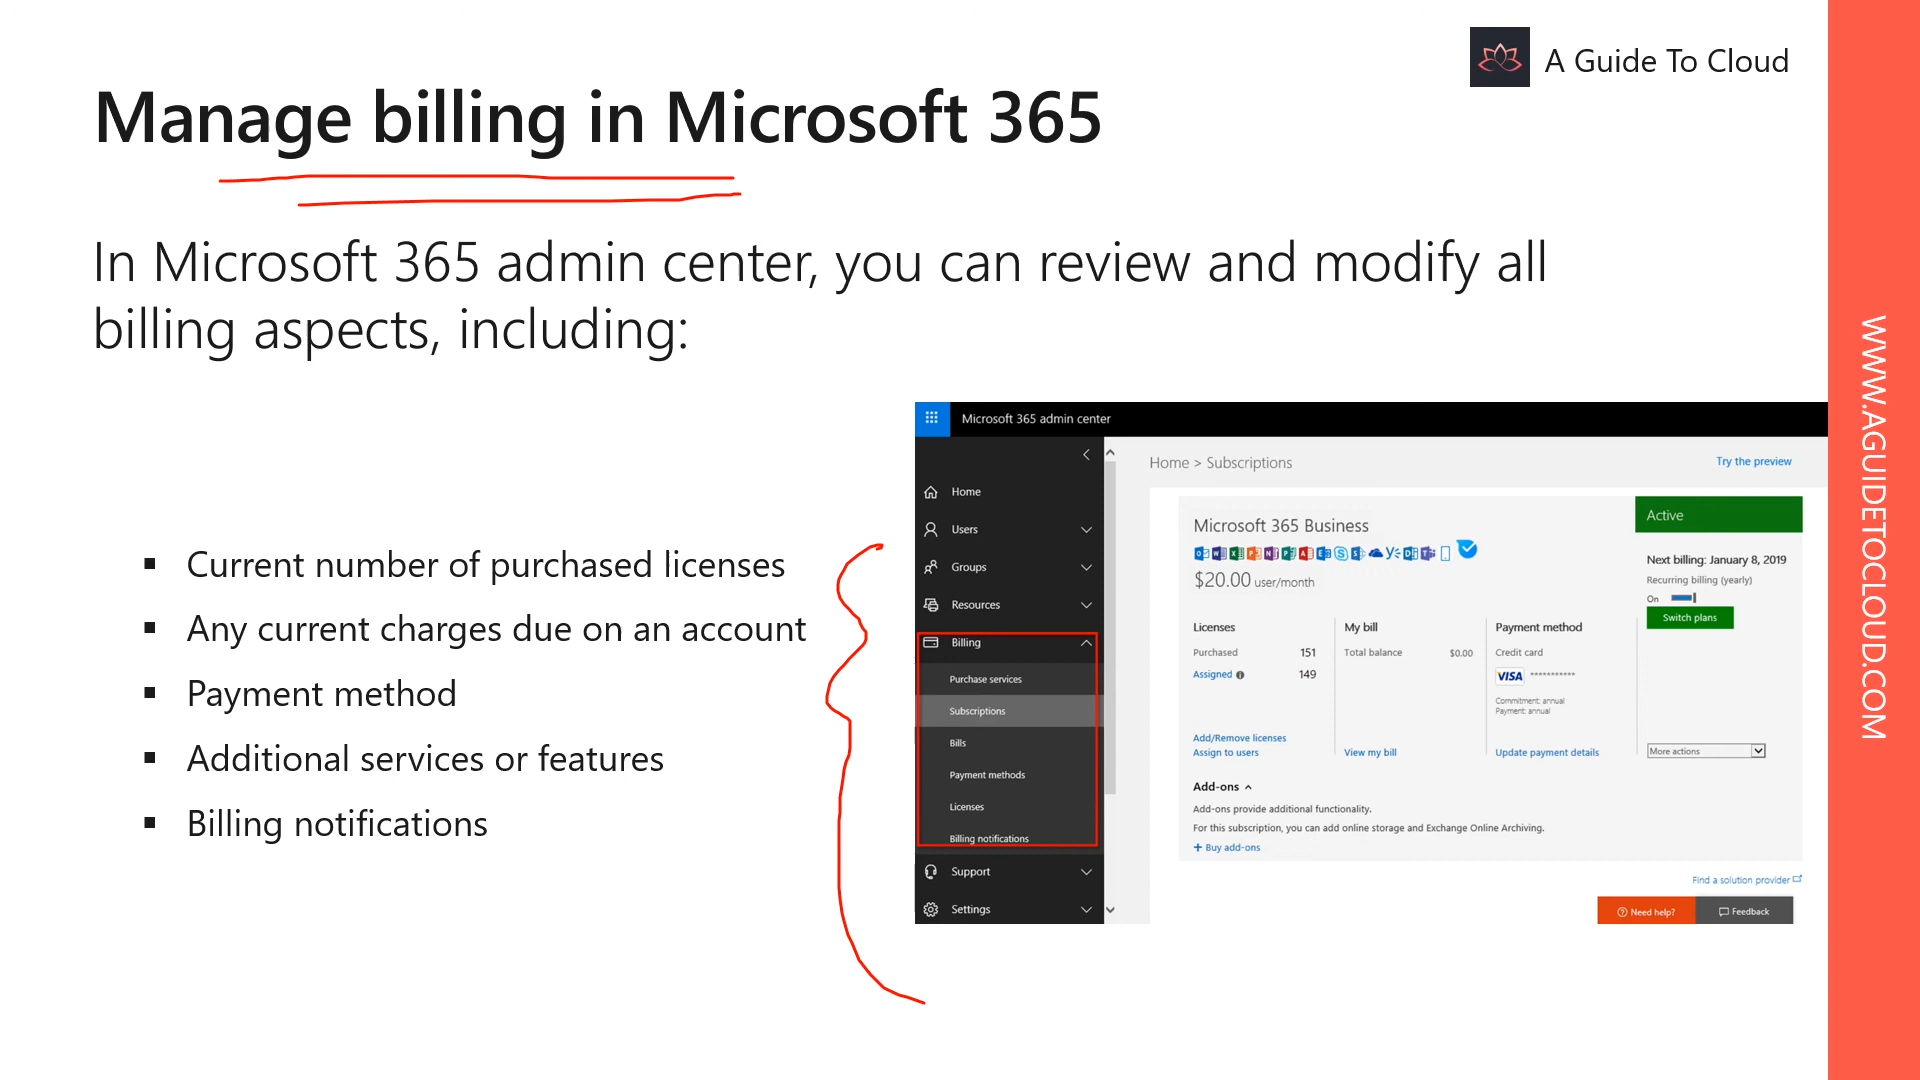 A Guide To Cloud
Manage billing in Microsoft 365
In Microsoft 365 admin center, you can review and modify all
billing aspects, including:
▪ Current number of purchased licenses
▪ Any current charges due on an account
▪ Payment method
▪ Additional services or features
▪ Billing notifications
Microsoft 365 admin center
Home
Users
Groups
Resources
Billing
Purchase services
Subscriptions
Bills
Payment methods
Licenses
Billing notifications
Support
Settings
Home > Subscriptions
Try the preview
Microsoft 365 Business
$20.00 user/month
Active
Next billing: January 8, 2019
Recurring billing (yearly)
On
Switch plans
Licenses
Purchased 151
Assigned 149
Add/Remove licenses
Assign to users
My bill
Total balance $0.00
View my bill
Payment method
Credit card
VISA ***********
Commitment: annual
Payment: annual
Update payment details
More actions
Add-ons
Add-ons provide additional functionality.
For this subscription, you can add online storage and Exchange Online Archiving.
+ Buy add-ons
Find a solution provider
Need help?
Feedback
WWW.AGUIDETOCLOUD.COM